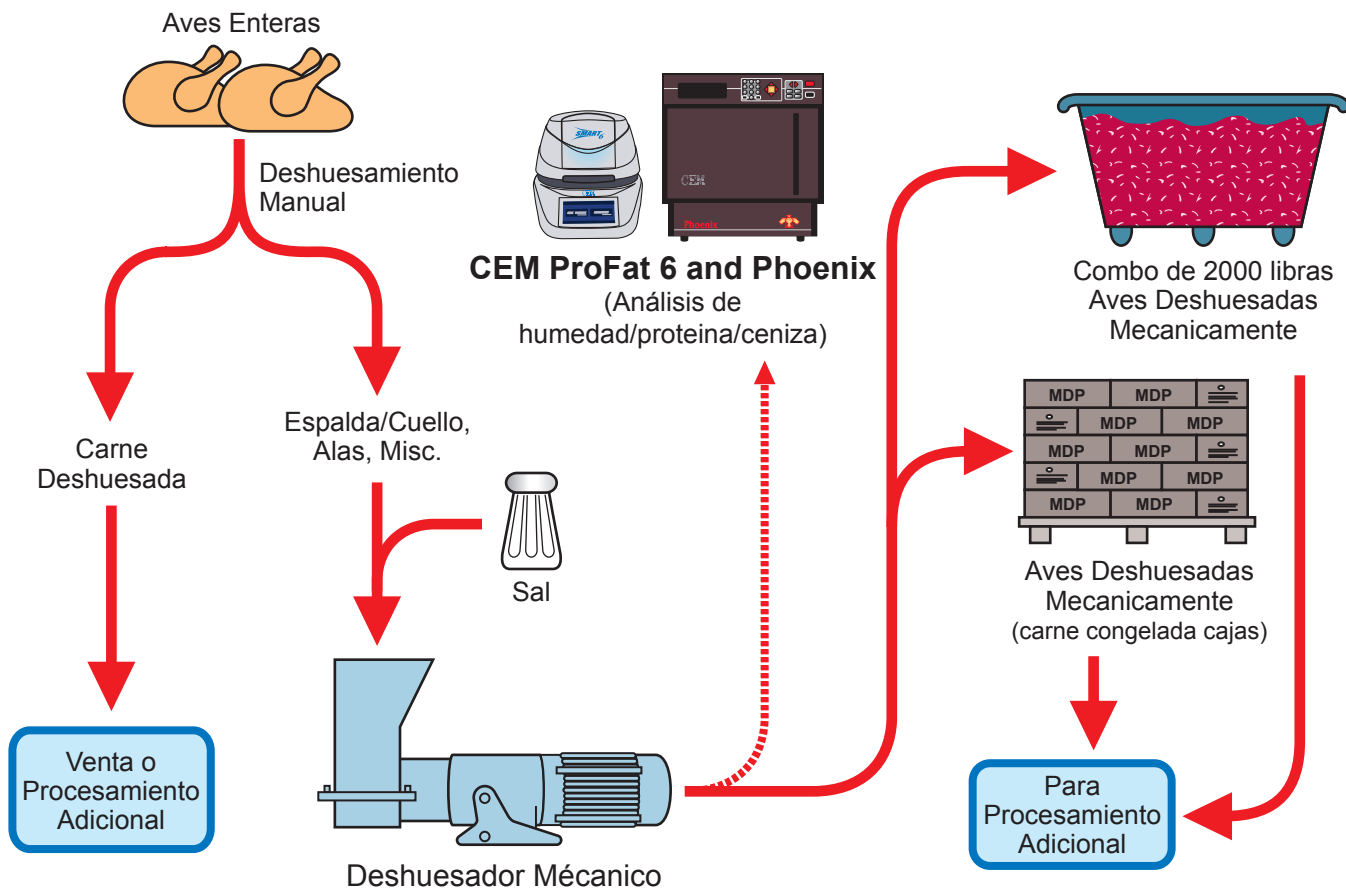 Aves Enteras
Deshuesamiento
Manual
SMART 6
CEM
CEM
Phoenix
CEM ProFat 6 and Phoenix
(Análisis de
humedad/proteina/ceniza)
Combo de 2000 libras
Aves Deshuesadas
Mecanicamente
Carne
Deshuesada
Espalda/Cuello,
Alas, Misc.
Sal
MDP MDP
MDP MDP
MDP MDP
MDP MDP
MDP MDP
Aves Deshuesadas
Mecanicamente
(carne congelada cajas)
Venta o
Procesamiento
Adicional
Deshuesador Mécanico
Para
Procesamiento
Adicional